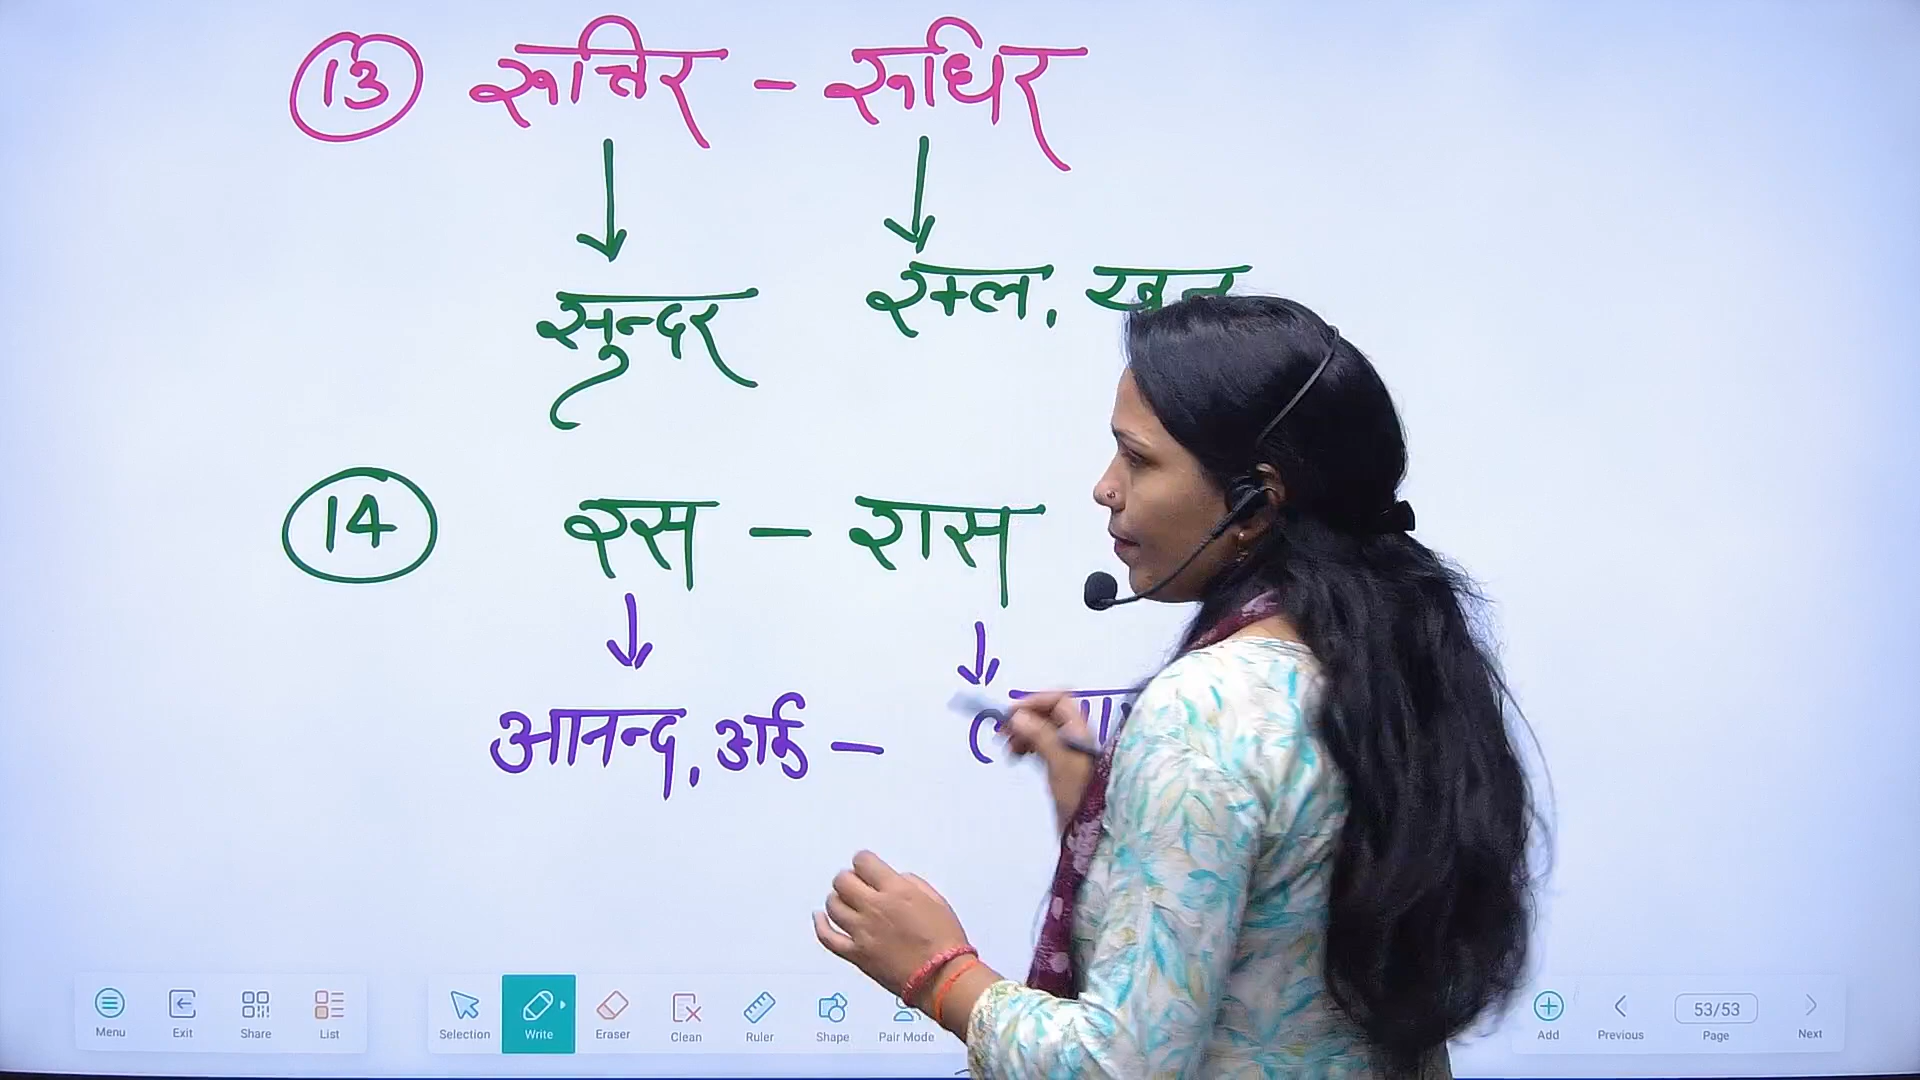 13 रूचिर - रूधिर
सुन्दर
रक्त, खून
14 रस - रास
आनन्द, अर्क -
Menu Exit Share List Selection Write Eraser Clean Ruler Shape Pair Mode Add Previous 53/53 Page Next